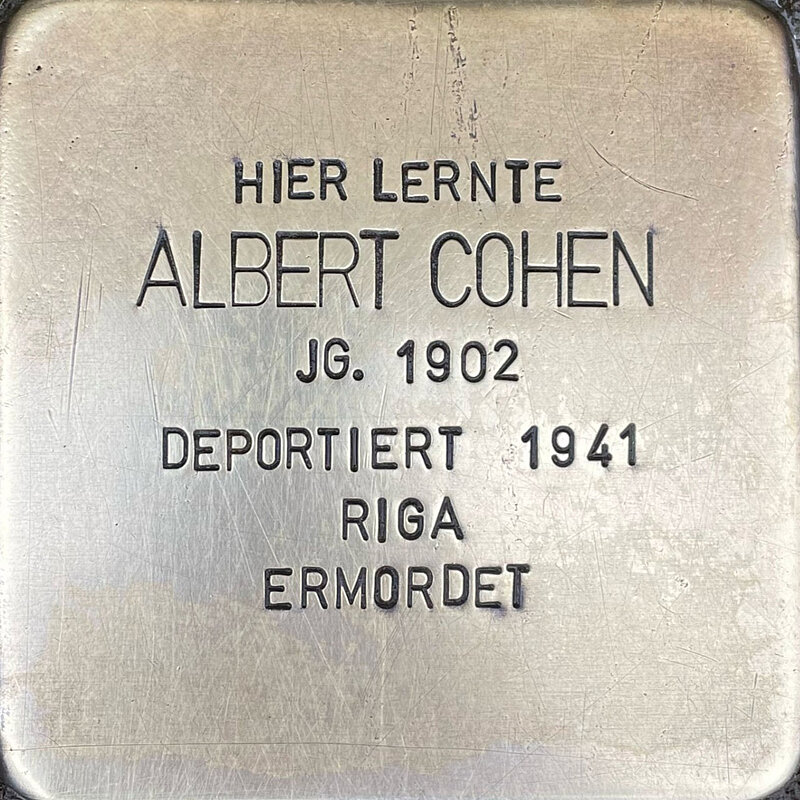 HIER LERNTE
ALBERT COHEN
JG. 1902
DEPORTIERT 1941
RIGA
ERMORDET